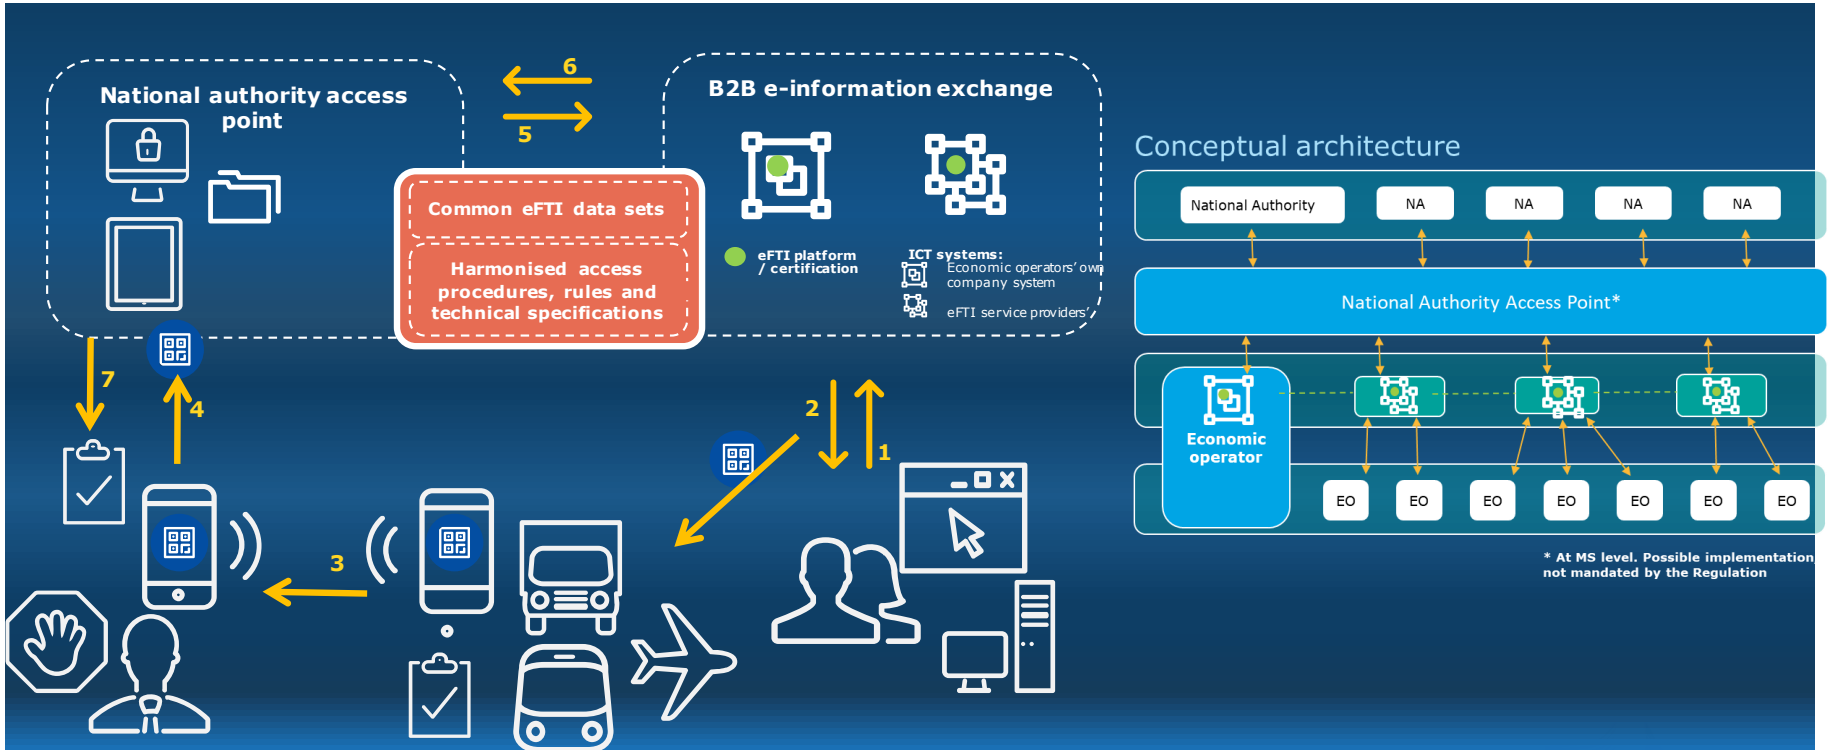 National authority access
point
6
5
B2B e-information exchange
Common eFTI data sets
Harmonised access
procedures, rules and
technical specifications
eFTI platform
/ certification
ICT systems:
Economic operators’ own
company system
eFTI service providers’
7
4
2
1
3
Conceptual architecture
National Authority
NA
NA
NA
NA
National Authority Access Point*
Economic
operator
EO
EO
EO
EO
EO
EO
EO
* At MS level. Possible implementation,
not mandated by the Regulation